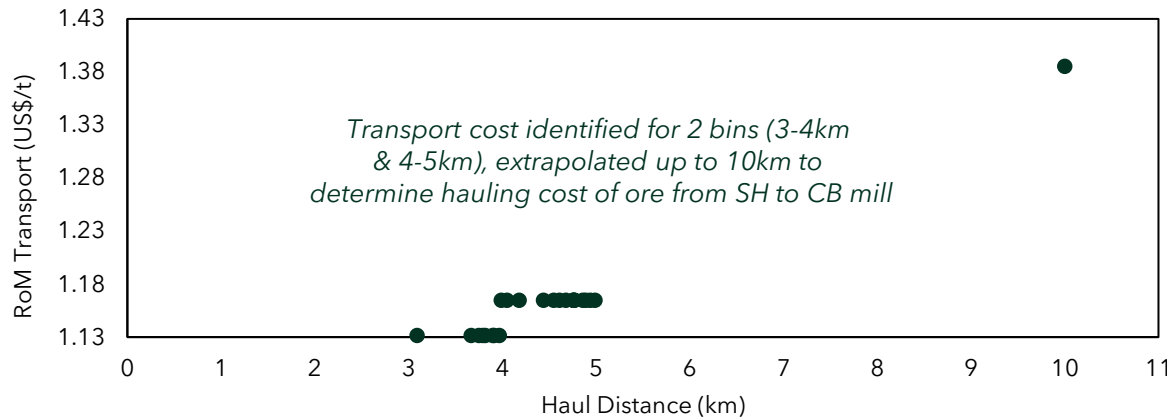 1.43
1.38
1.33
1.28
1.23
1.18
1.13
RoM Transport (US$/t)
Transport cost identified for 2 bins (3-4km
& 4-5km), extrapolated up to 10km to
determine hauling cost of ore from SH to CB mill
0 1 2 3 4 5 6 7 8 9 10 11
Haul Distance (km)